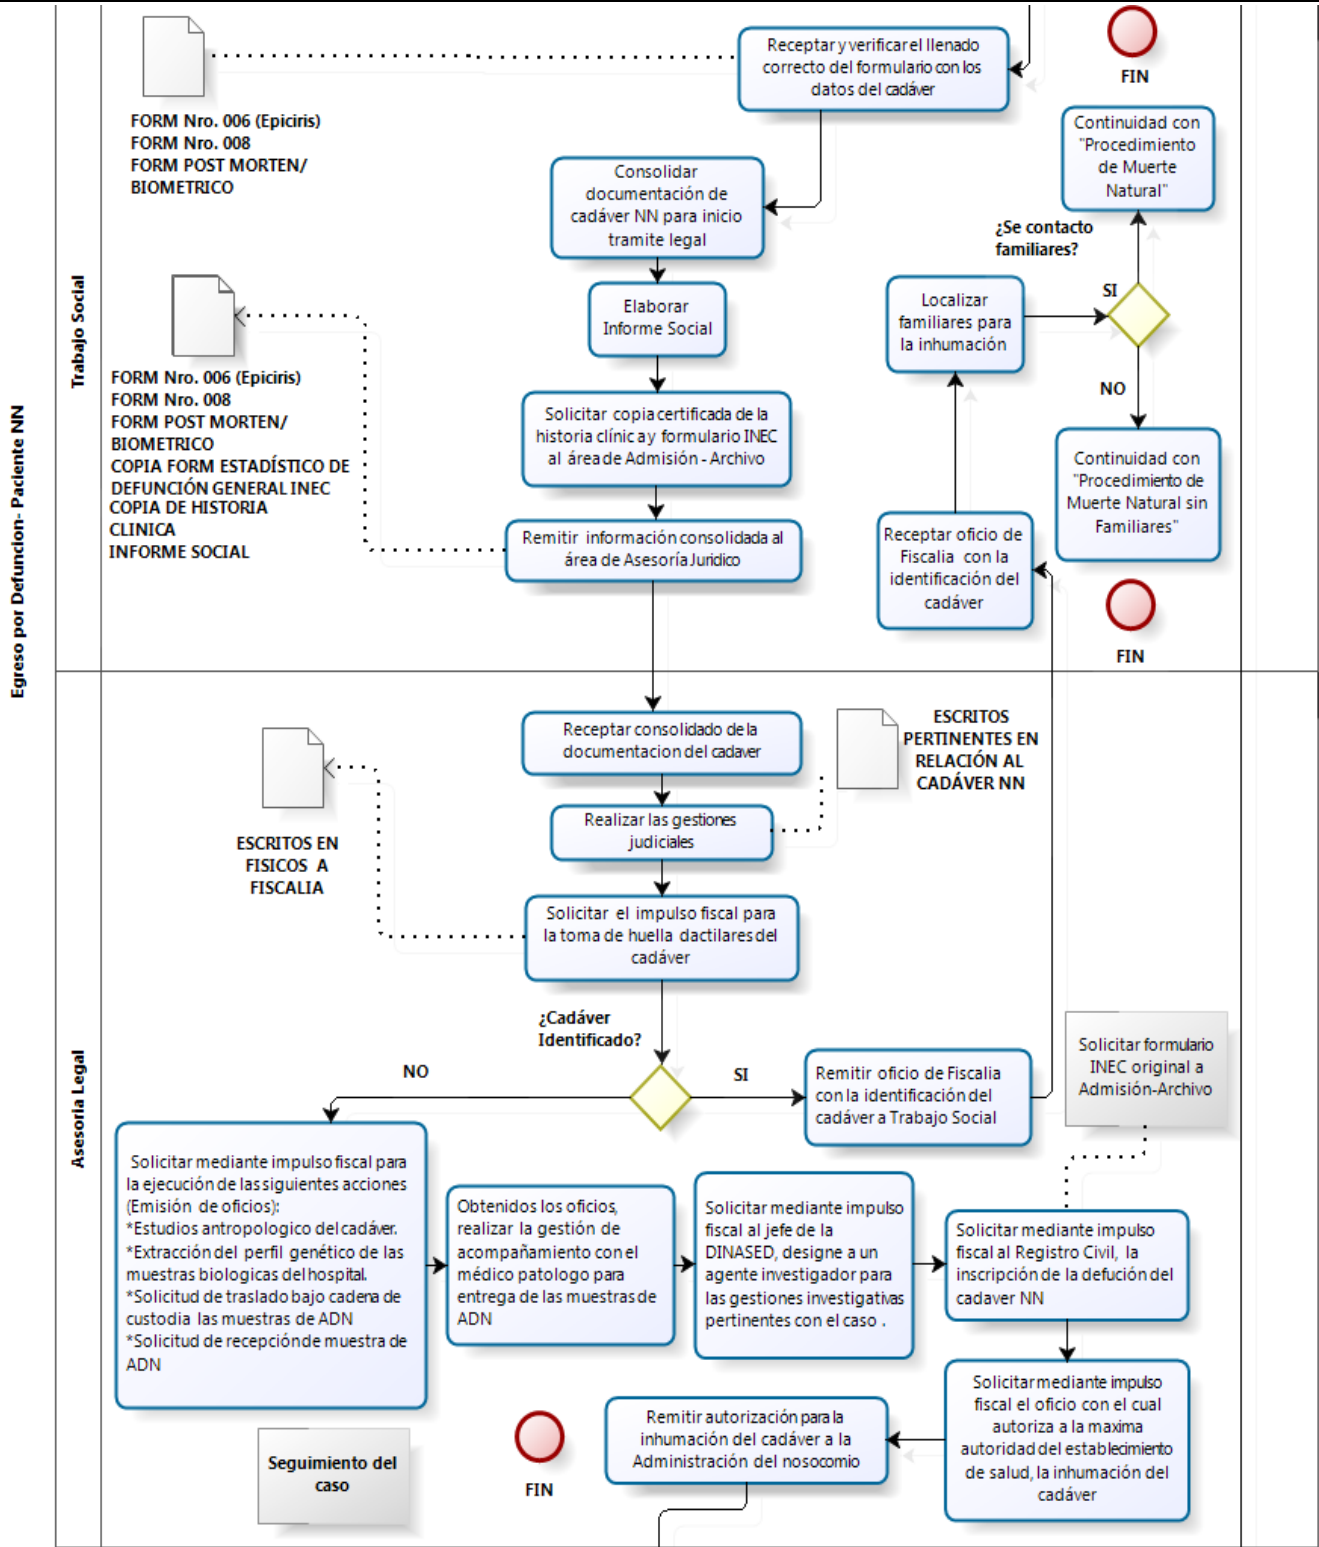 Egreso por Defuncion- Paciente NN
Trabajo Social
Receptar y verificar el llenado
correcto del formulario con los
datos del cadáver
FIN
FORM Nro. 006 (Epiciris)
FORM Nro. 008
FORM POST MORTEN/
BIOMETRICO
Continuidad con
"Procedimiento
de Muerte
Natural"
Consolidar
documentación de
cadáver NN para inicio
tramite legal
¿Se contacto
familiares?
Elaborar
Informe Social
Localizar
familiares para
la inhumación
SI
NO
FORM Nro. 006 (Epiciris)
FORM Nro. 008
FORM POST MORTEN/
BIOMETRICO
COPIA FORM ESTADÍSTICO DE
DEFUNCIÓN GENERAL INEC
COPIA DE HISTORIA
CLINICA
INFORME SOCIAL
Solicitar copia certificada de la
historia clínica y formulario INEC
al área de Admisión - Archivo
Continuidad con
"Procedimiento de
Muerte Natural sin
Familiares"
Remitir información consolidada al
área de Asesoría Juridico
Receptar oficio de
Fiscalia con la
identificación del
cadáver
FIN
Asesoria Legal
Receptar consolidado de la
documentacion del cadaver
ESCRITOS
PERTINENTES EN
RELACIÓN AL
CADÁVER NN
Realizar las gestiones
judiciales
ESCRITOS EN
FISICOS A
FISCALIA
Solicitar el impulso fiscal para
la toma de huella dactilares del
cadáver
¿Cadáver
Identificado?
NO
SI
Remitir oficio de Fiscalia
con la identificación del
cadáver a Trabajo Social
Solicitar formulario
INEC original a
Admisión-Archivo
Solicitar mediante impulso fiscal para
la ejecución de las siguientes acciones
(Emisión de oficios):
*Estudios antropologico del cadáver.
*Extracción del perfil genético de las
muestras biologicas del hospital.
*Solicitud de traslado bajo cadena de
custodia las muestras de ADN
*Solicitud de recepción de muestra de
ADN
Obtenidos los oficios,
realizar la gestión de
acompañamiento con el
médico patologo para
entrega de las muestras de
ADN
Solicitar mediante impulso
fiscal al jefe de la
DINASED, designe a un
agente investigador para
las gestiones investigativas
pertinentes con el caso .
Solicitar mediante impulso
fiscal al Registro Civil, la
inscripción de la defución del
cadaver NN
Solicitar mediante impulso
fiscal el oficio con el cual
autoriza a la maxima
autoridad del establecimiento
de salud, la inhumación del
cadáver
Remitir autorización para la
inhumación del cadáver a la
Administración del nosocomio
FIN
Seguimiento del
caso